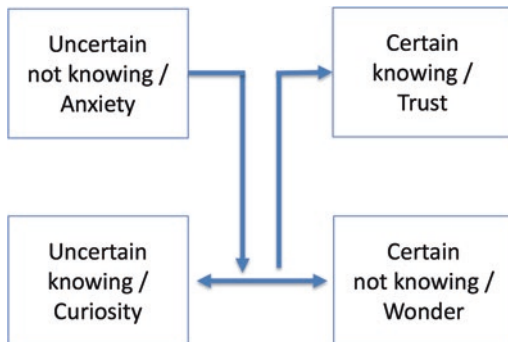 Uncertain
not knowing /
Anxiety
Certain
knowing /
Trust
Uncertain
knowing /
Curiosity
Certain
not knowing /
Wonder